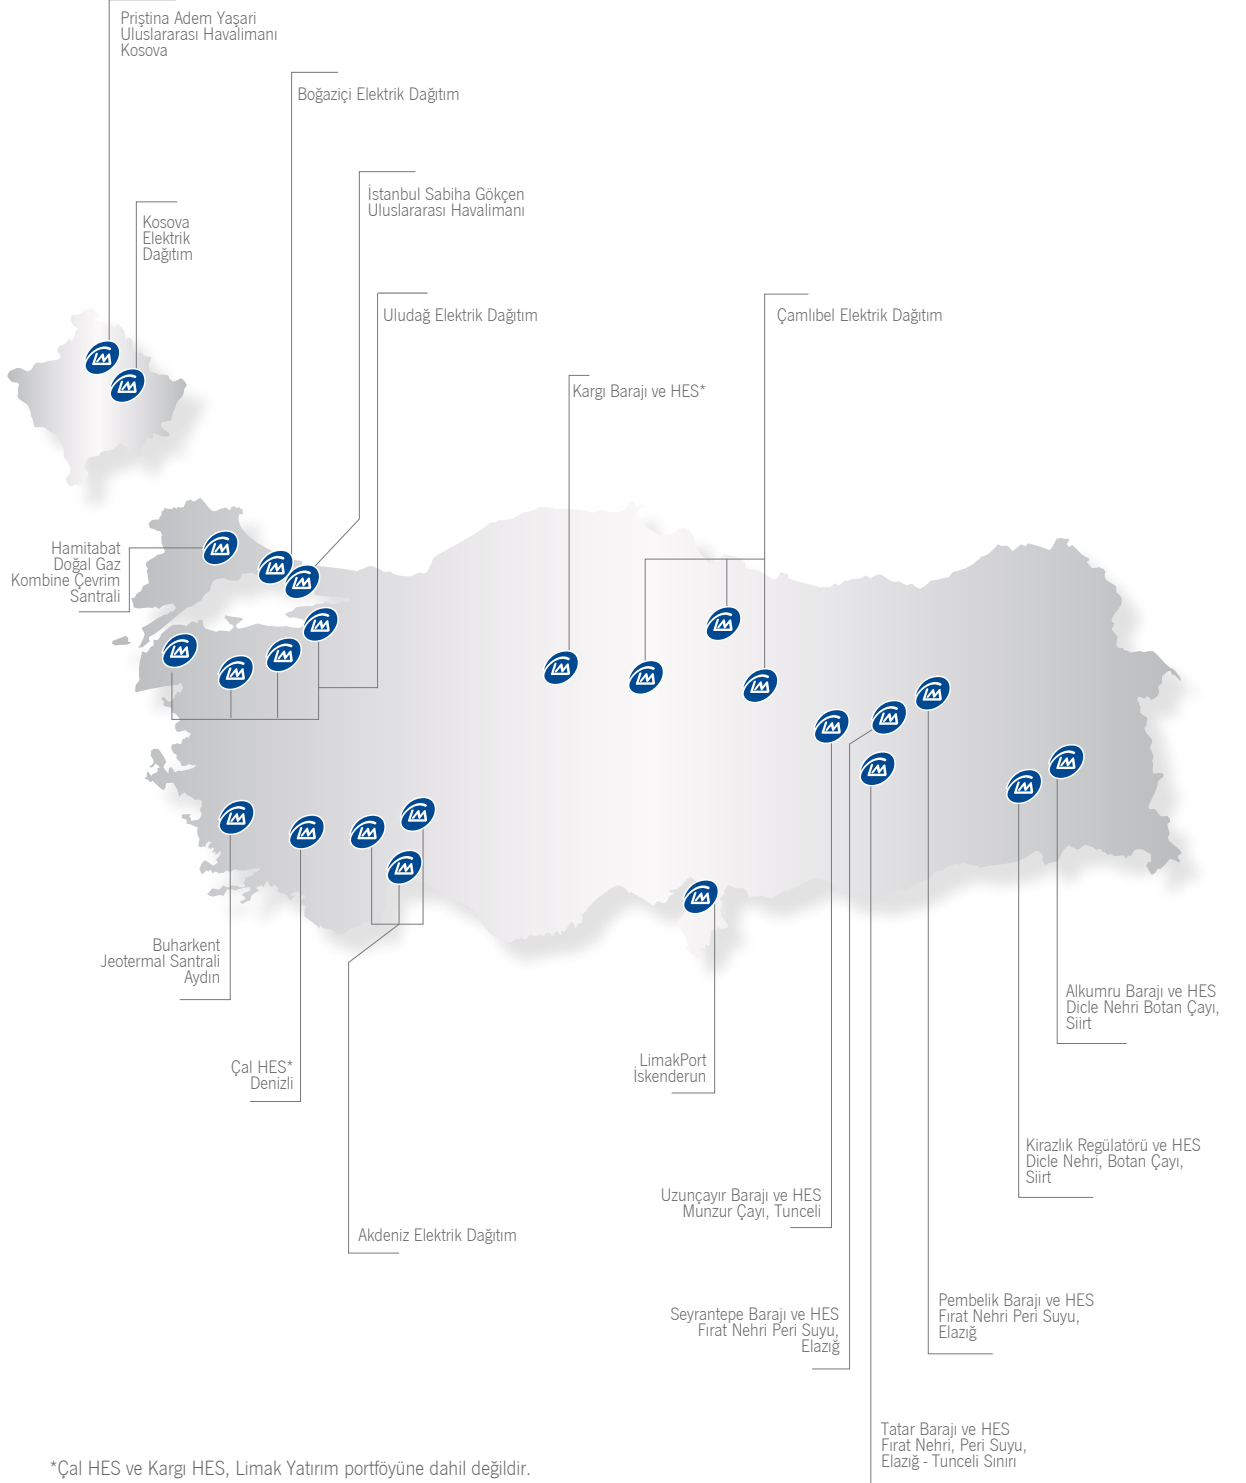 Priştina Adem Yaşari
Uluslararası Havalimanı
Kosova
Boğaziçi Elektrik Dağıtım
İstanbul Sabiha Gökçen
Uluslararası Havalimanı
Kosova
Elektrik
Dağıtım
Uludağ Elektrik Dağıtım
Çamlıbel Elektrik Dağıtım
Kargı Barajı ve HES*
Hamitabat
Doğal Gaz
Kombine Çevrim
Santrali
Buharkent
Jeotermal Santrali
Aydın
Çal HES*
Denizli
LimakPort
İskenderun
Alkumru Barajı ve HES
Dicle Nehri Botan Çayı,
Siirt
Kirazlık Regülatörü ve HES
Dicle Nehri, Botan Çayı,
Siirt
Uzunçayır Barajı ve HES
Munzur Çayı, Tunceli
Akdeniz Elektrik Dağıtım
Seyrantepe Barajı ve HES
Fırat Nehri Peri Suyu,
Elazığ
Pembelik Barajı ve HES
Fırat Nehri Peri Suyu,
Elazığ
Tatar Barajı ve HES
Fırat Nehri, Peri Suyu,
Elazığ - Tunceli Sınırı
*Çal HES ve Kargı HES, Limak Yatırım portföyüne dahil değildir.